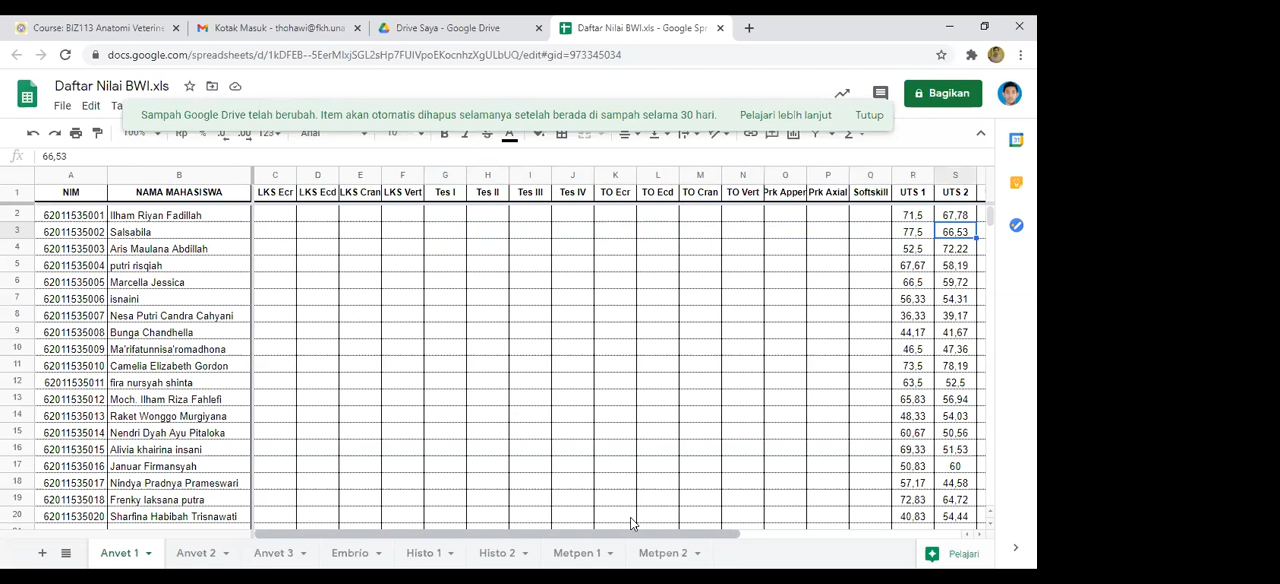 Course: BIZ113 Anatomi Veterine
Kotak Masuk - thohawi@fkh.una
Drive Saya - Google Drive
Daftar Nilai BWI.xls - Google Spr
docs.google.com/spreadsheets/d/1kDFEB--5EerMIxjSGL2sHp7FUIVpoEKocnhzXgULbUQ/edit#gid=973345034
Daftar Nilai BWI.xls
Bagikan
File Edit Ta
Sampah Google Drive telah berubah. Item akan otomatis dihapus selamanya setelah berada di sampah selama 30 hari. Pelajari lebih lanjut Tutup
100% Rp % .0 .00 123 Arial 10 B I S A
fx 66,53
A B C D E F G H I J K L M N O P Q R S
1 NIM NAMA MAHASISWA LKS Ecr LKS Ecd LKS Cran LKS Vert Tes I Tes II Tes III Tes IV TO Ecr TO Ecd TO Cran TO Vert Prk Apper Prk Axial Softskill UTS 1 UTS 2
2 62011535001 Ilham Riyan Fadillah 71,5 67,78
3 62011535002 Salsabila 77,5 66,53
4 62011535003 Aris Maulana Abdillah 52,5 72,22
5 62011535004 putri risqiah 67,67 58,19
6 62011535005 Marcella Jessica 66,5 59,72
7 62011535006 isnaini 56,33 54,31
8 62011535007 Nesa Putri Candra Cahyani 36,33 39,17
9 62011535008 Bunga Chandhella 44,17 41,67
10 62011535009 Ma'rifatunnisa'romadhona 46,5 47,36
11 62011535010 Camelia Elizabeth Gordon 73,5 78,19
12 62011535011 fira nursyah shinta 63,5 52,5
13 62011535012 Moch. Ilham Riza Fahlefi 65,83 56,94
14 62011535013 Raket Wonggo Murgiyana 48,33 54,03
15 62011535014 Nendri Dyah Ayu Pitaloka 60,67 50,56
16 62011535015 Alivia khairina insani 69,33 51,53
17 62011535016 Januar Firmansyah 50,83 60
18 62011535017 Nindya Pradnya Prameswari 57,17 44,58
19 62011535018 Frenky laksana putra 72,83 64,72
20 62011535020 Sharfina Habibah Trisnawati 40,83 54,44
Anvet 1 Anvet 2 Anvet 3 Embrio Histo 1 Histo 2 Metpen 1 Metpen 2 Pelajari